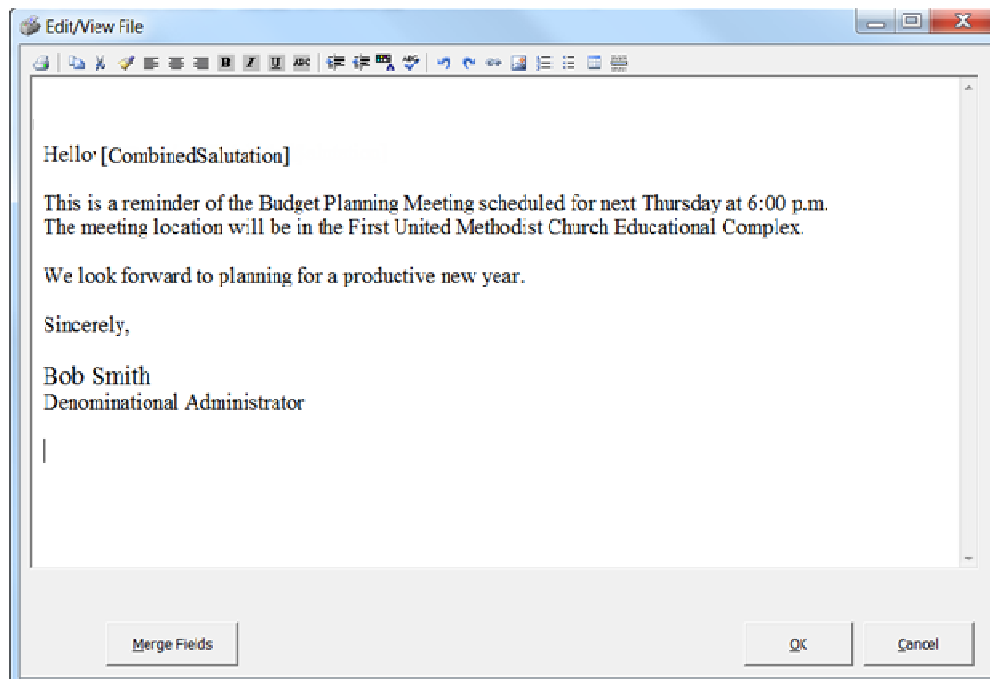 Edit/View File
Hello [CombinedSalutation]
This is a reminder of the Budget Planning Meeting scheduled for next Thursday at 6:00 p.m.
The meeting location will be in the First United Methodist Church Educational Complex.
We look forward to planning for a productive new year.
Sincerely,
Bob Smith
Denominational Administrator
Merge Fields
OK
Cancel